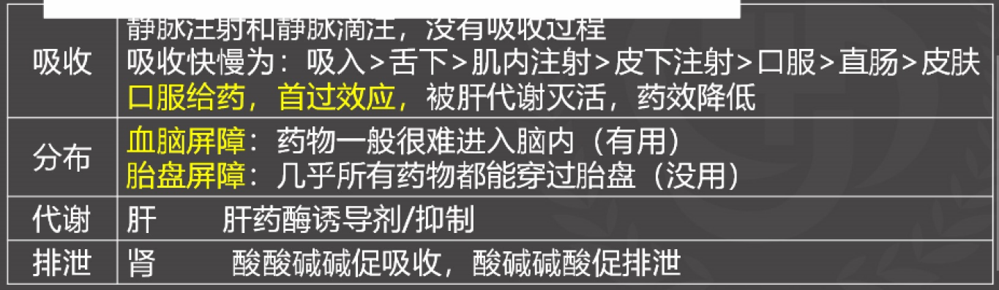 静脉注射和静脉滴注，没有吸收过程
吸收
吸收快慢为：吸入>舌下>肌内注射>皮下注射>口服>直肠>皮肤
口服给药，首过效应，被肝代谢灭活，药效降低
分布
血脑屏障：药物一般很难进入脑内（有用）
胎盘屏障：几乎所有药物都能穿过胎盘（没用）
代谢 肝 肝药酶诱导剂/抑制
排泄 肾 酸酸碱碱促吸收，酸碱碱酸促排泄